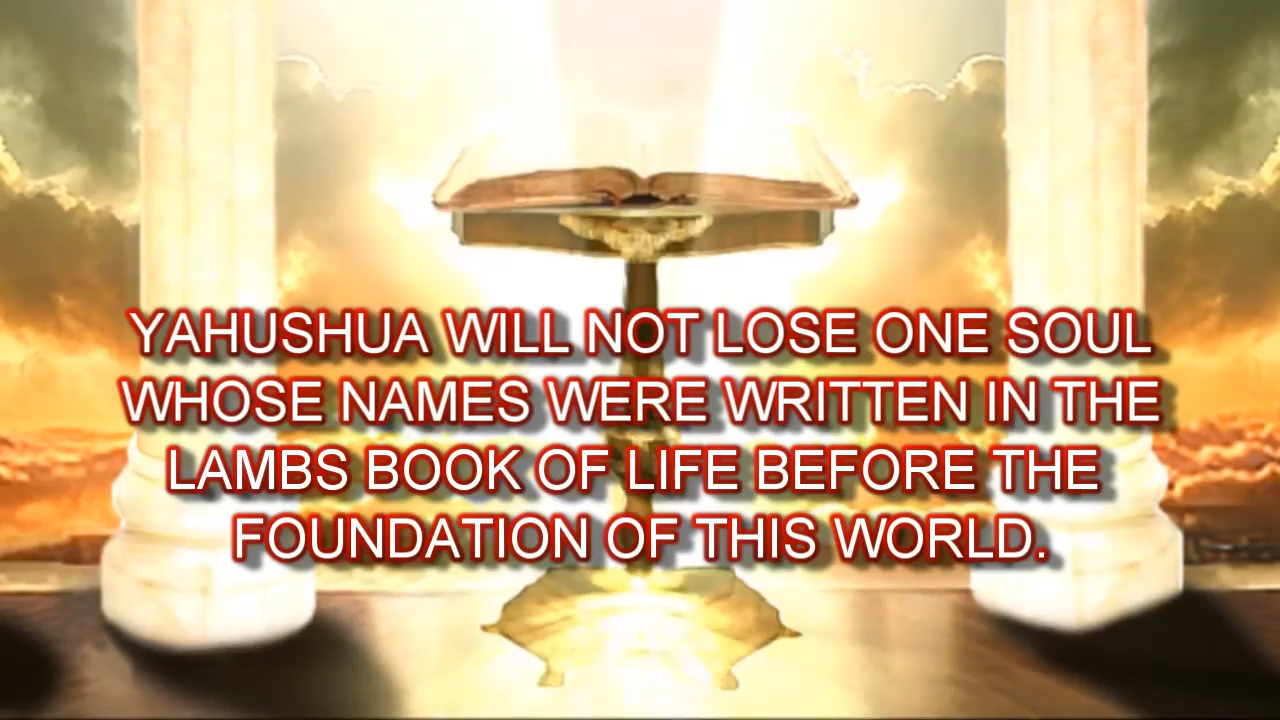 YAHUSHUA WILL NOT LOSE ONE SOUL
WHOSE NAMES WERE WRITTEN IN THE
LAMBS BOOK OF LIFE BEFORE THE
FOUNDATION OF THIS WORLD.